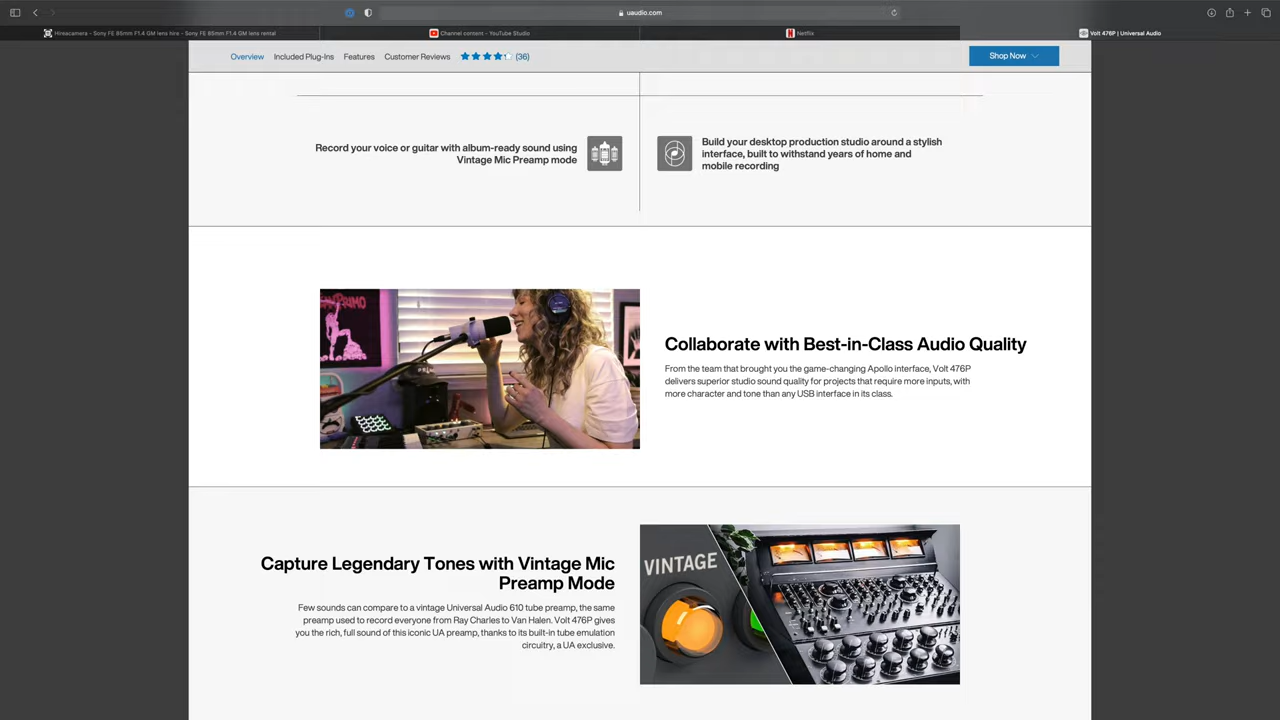 uaudio.com
Hireacamera - Sony FE 85mm F1.4 GM lens hire - Sony FE 85mm F1.4 GM lens rental
Channel content - YouTube Studio
Netflix
Volt 476P | Universal Audio
Overview
Included Plug-Ins
Features
Customer Reviews
(36)
Shop Now
Record your voice or guitar with album-ready sound using
Vintage Mic Preamp mode
Build your desktop production studio around a stylish
interface, built to withstand years of home and
mobile recording
Collaborate with Best-in-Class Audio Quality
From the team that brought you the game-changing Apollo interface, Volt 476P
delivers superior studio sound quality for projects that require more inputs, with
more character and tone than any USB interface in its class.
Capture Legendary Tones with Vintage Mic
Preamp Mode
Few sounds can compare to a vintage Universal Audio 610 tube preamp, the same
preamp used to record everyone from Ray Charles to Van Halen. Volt 476P gives
you the rich, full sound of this iconic UA preamp, thanks to its built-in tube emulation
circuitry, a UA exclusive.
VINTAGE